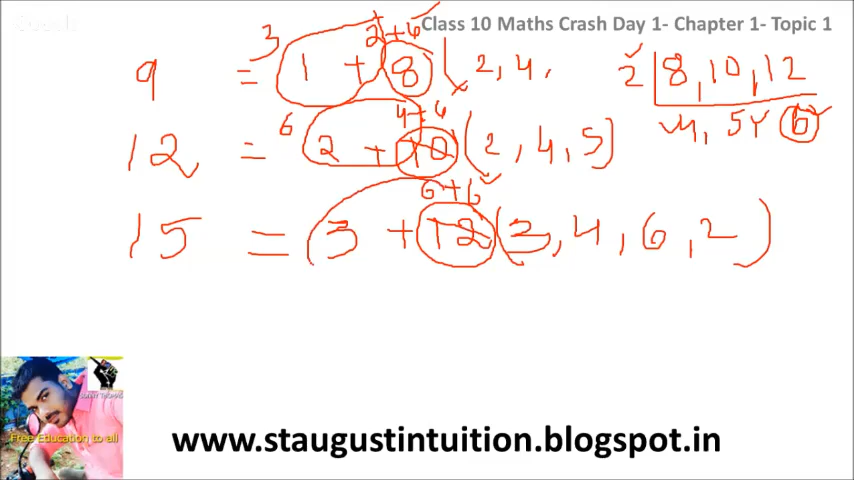 Class 10 Maths Crash Day 1- Chapter 1- Topic 1
3 2+6
9 = 1 + 8 ( 2, 4, 2 | 8, 10, 12
4, 5, 6
6 4+6
12 = 2 + 10 ( 2, 4, 5 )
6+6
15 = 3 + 12 ( 3, 4, 6, 2 )
SUNNY THOMAS
Free Education to all
www.staugustintuition.blogspot.in